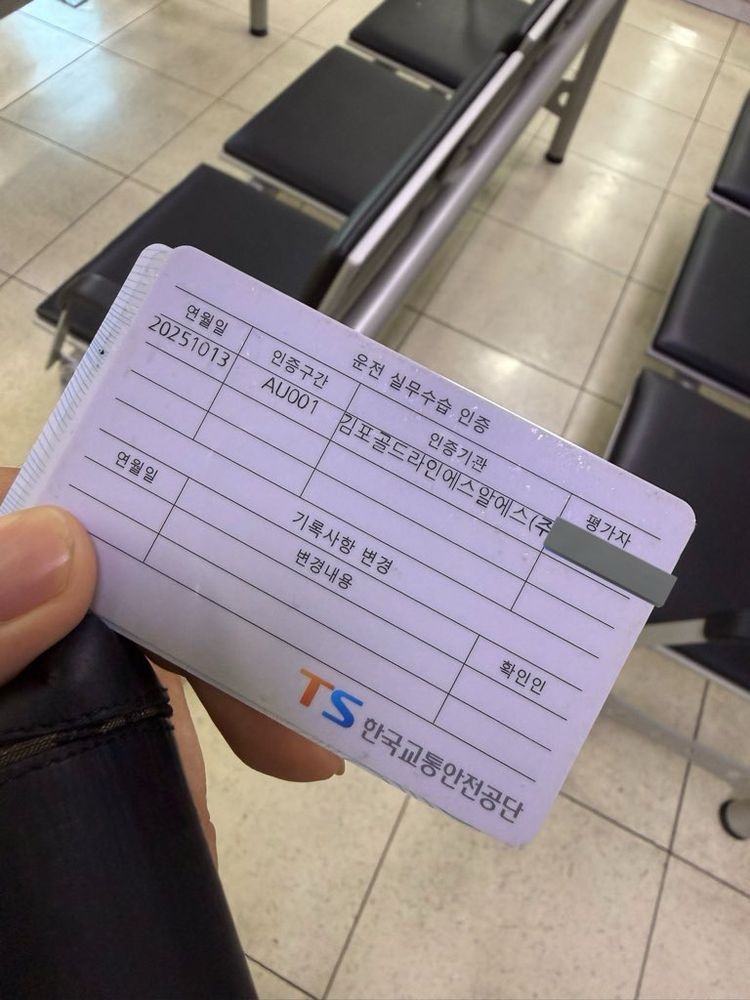 운전 실무수습 인증
연월일 인증구간 인증기관 평가자
20251013 AU001 김포골드라인에스알에스(주
기록사항 변경
연월일 변경내용 확인인
TS 한국교통안전공단